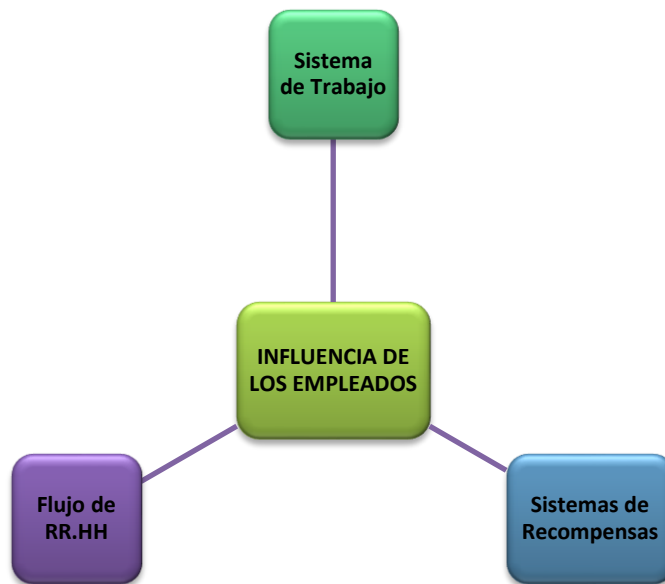 Sistema
de Trabajo
INFLUENCIA DE
LOS EMPLEADOS
Flujo de
RR.HH
Sistemas de
Recompensas